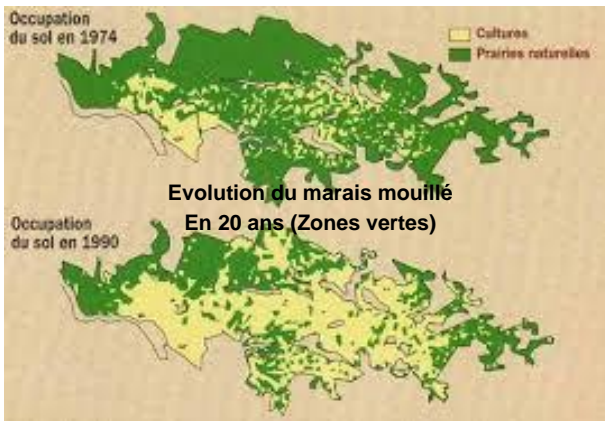 Occupation
du sol en 1974
Cultures
Prairies naturelles
Evolution du marais mouillé
En 20 ans (Zones vertes)
Occupation
du sol en 1990